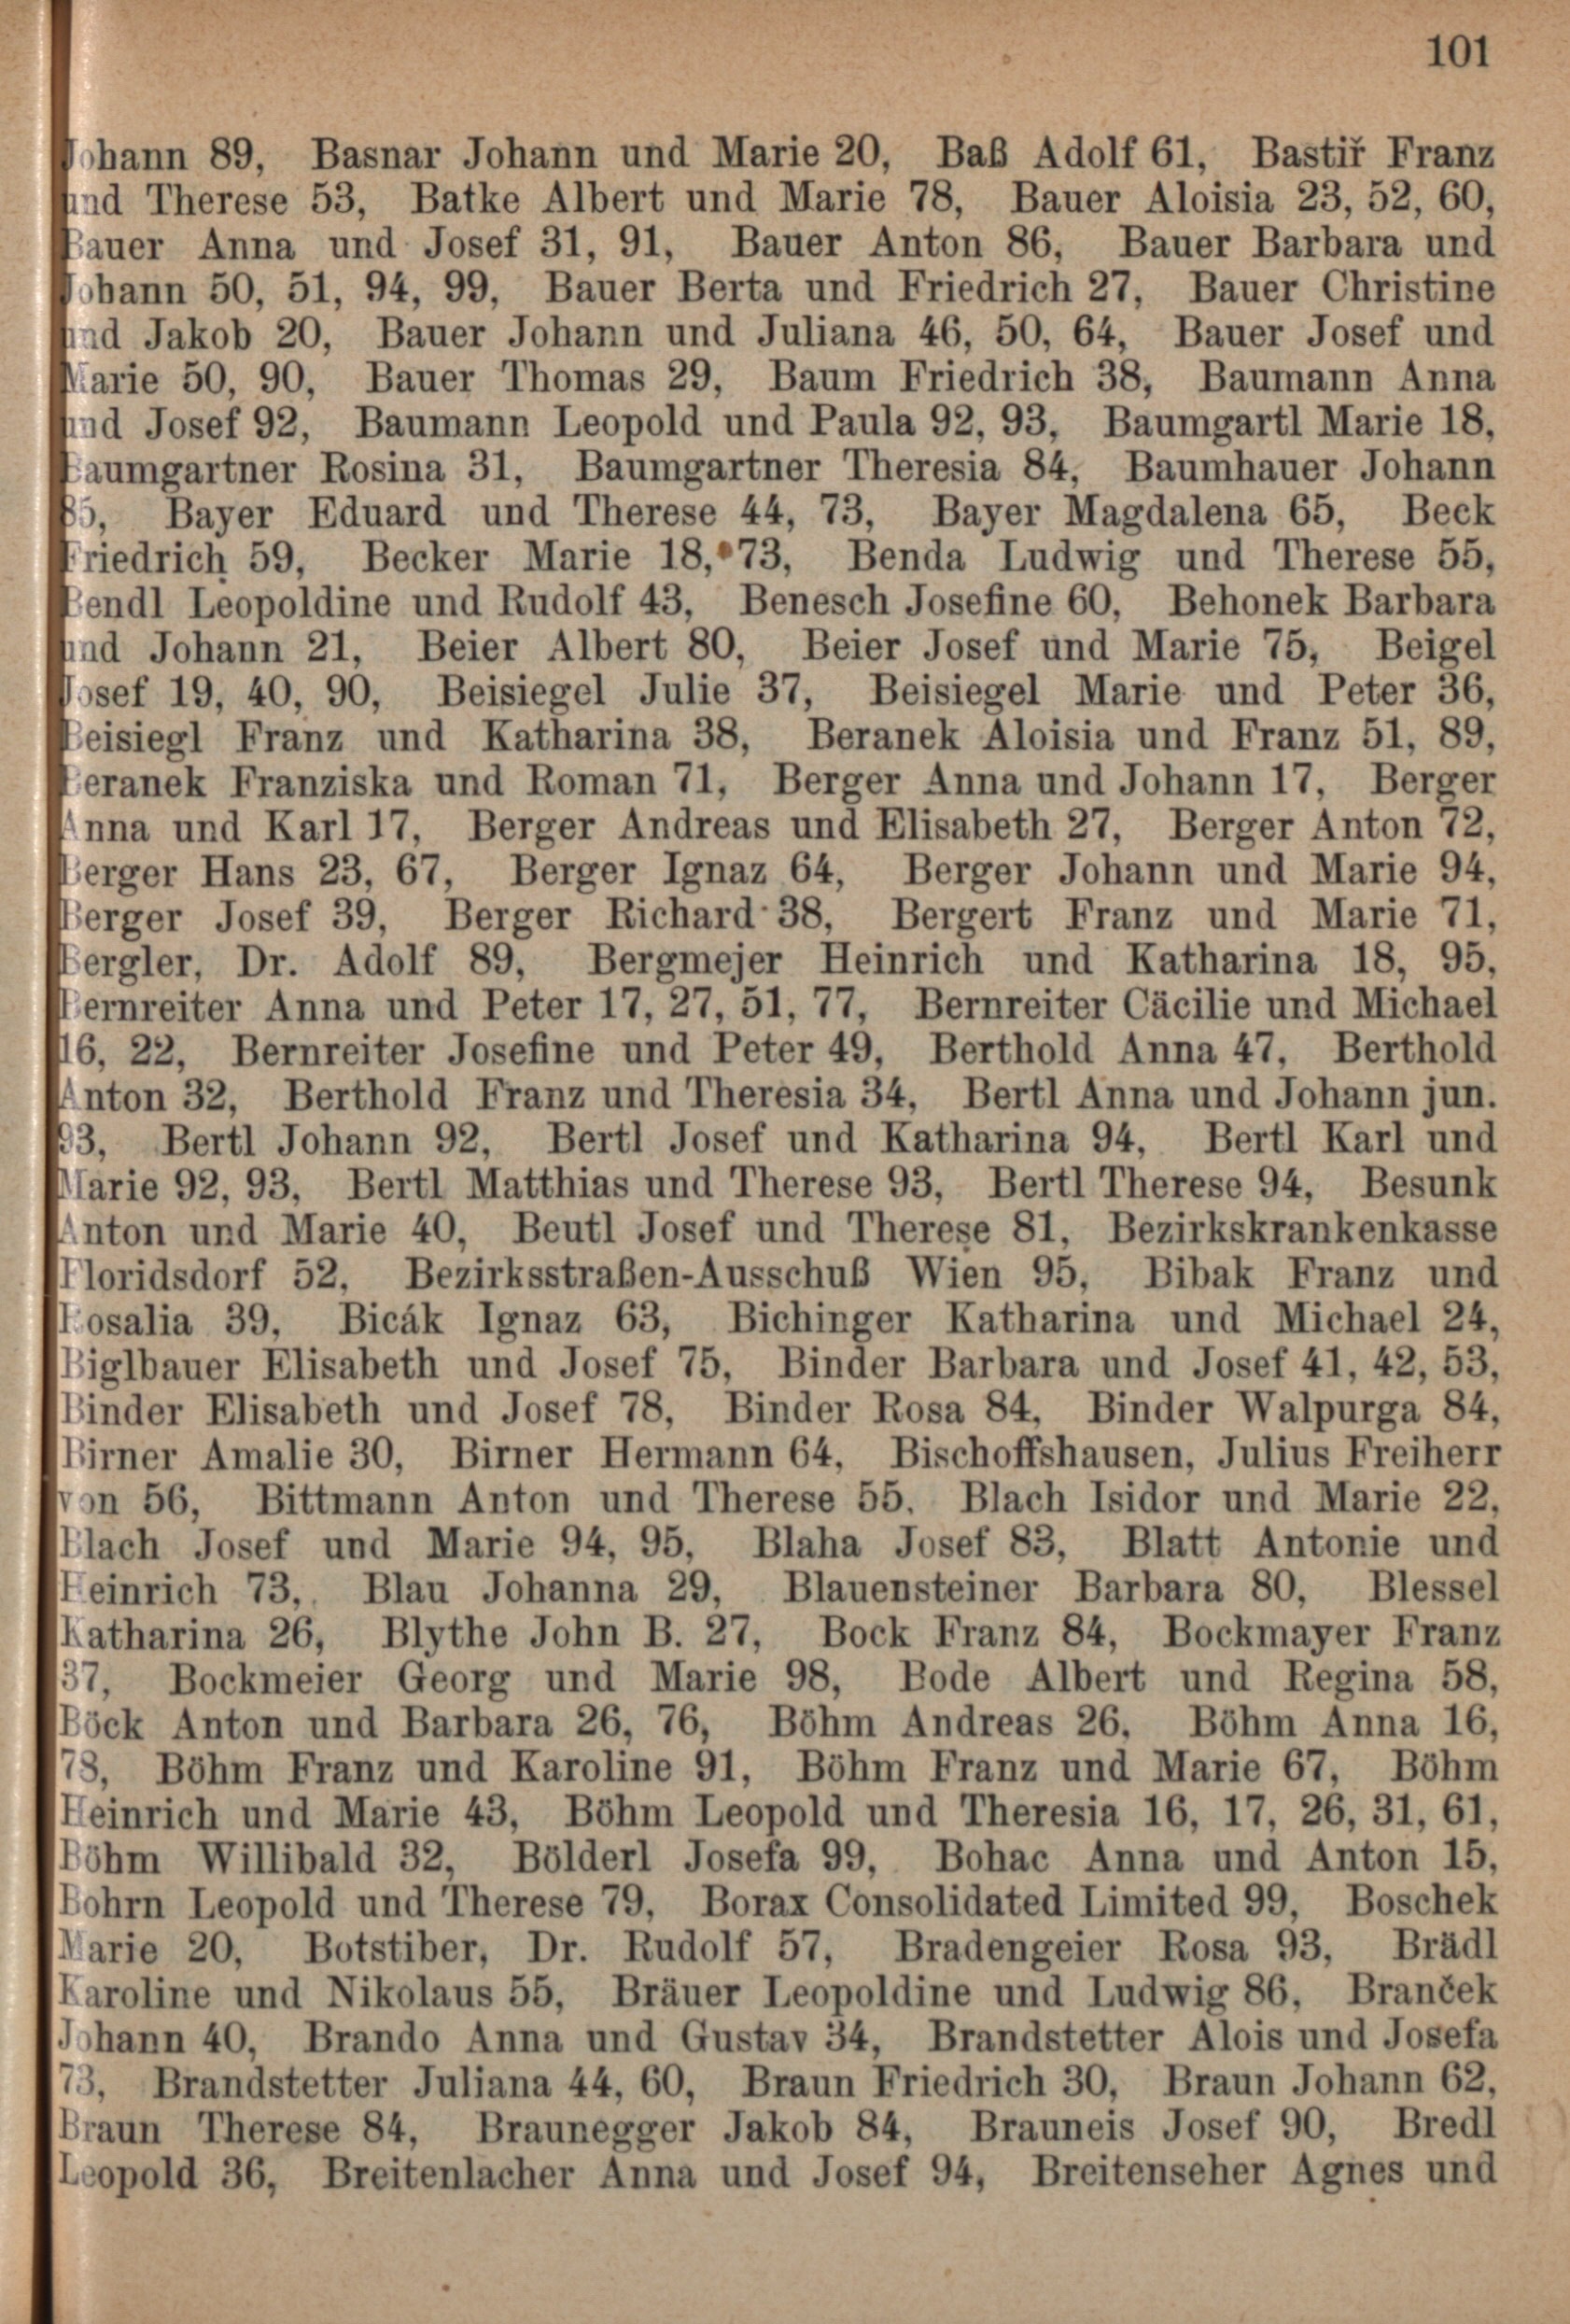 101
Johann 89, Basnar Johann und Marie 20, Baß Adolf 61, Bastiř Franz
und Therese 53, Batke Albert und Marie 78, Bauer Aloisia 23, 52, 60,
Bauer Anna und Josef 31, 91, Bauer Anton 86, Bauer Barbara und
Johann 50, 51, 94, 99, Bauer Berta und Friedrich 27, Bauer Christine
und Jakob 20, Bauer Johann und Juliana 46, 50, 64, Bauer Josef und
Marie 50, 90, Bauer Thomas 29, Baum Friedrich 38, Baumann Anna
und Josef 92, Baumann Leopold und Paula 92, 93, Baumgartl Marie 18,
Baumgartner Rosina 31, Baumgartner Theresia 84, Baumhauer Johann
85, Bayer Eduard und Therese 44, 73, Bayer Magdalena 65, Beck
Friedrich 59, Becker Marie 18, 73, Benda Ludwig und Therese 55,
Bendl Leopoldine und Rudolf 43, Benesch Josefine 60, Behonek Barbara
und Johann 21, Beier Albert 80, Beier Josef und Marie 75, Beigel
Josef 19, 40, 90, Beisiegel Julie 37, Beisiegel Marie und Peter 36,
Beisiegl Franz und Katharina 38, Beranek Aloisia und Franz 51, 89,
Beranek Franziska und Roman 71, Berger Anna und Johann 17, Berger
Anna und Karl 17, Berger Andreas und Elisabeth 27, Berger Anton 72,
Berger Hans 23, 67, Berger Ignaz 64, Berger Johann und Marie 94,
Berger Josef 39, Berger Richard 38, Bergert Franz und Marie 71,
Bergler, Dr. Adolf 89, Bergmejer Heinrich und Katharina 18, 95,
Bernreiter Anna und Peter 17, 27, 51, 77, Bernreiter Cäcilie und Michael
16, 22, Bernreiter Josefine und Peter 49, Berthold Anna 47, Berthold
Anton 32, Berthold Franz und Theresia 34, Bertl Anna und Johann jun.
93, Bertl Johann 92, Bertl Josef und Katharina 94, Bertl Karl und
Marie 92, 93, Bertl Matthias und Therese 93, Bertl Therese 94, Besunk
Anton und Marie 40, Beutl Josef und Therese 81, Bezirkskrankenkasse
Floridsdorf 52, Bezirksstraßen-Ausschuß Wien 95, Bibak Franz und
Rosalia 39, Bicák Ignaz 63, Bichinger Katharina und Michael 24,
Biglbauer Elisabeth und Josef 75, Binder Barbara und Josef 41, 42, 53,
Binder Elisabeth und Josef 78, Binder Rosa 84, Binder Walpurga 84,
Birner Amalie 30, Birner Hermann 64, Bischoffshausen, Julius Freiherr
von 56, Bittmann Anton und Therese 55, Blach Isidor und Marie 22,
Blach Josef und Marie 94, 95, Blaha Josef 83, Blatt Antonie und
Heinrich 73, Blau Johanna 29, Blauensteiner Barbara 80, Blessel
Katharina 26, Blythe John B. 27, Bock Franz 84, Bockmayer Franz
37, Bockmeier Georg und Marie 98, Bode Albert und Regina 58,
Böck Anton und Barbara 26, 76, Böhm Andreas 26, Böhm Anna 16,
78, Böhm Franz und Karoline 91, Böhm Franz und Marie 67, Böhm
Heinrich und Marie 43, Böhm Leopold und Theresia 16, 17, 26, 31, 61,
Böhm Willibald 32, Bölderl Josefa 99, Bohac Anna und Anton 15,
Bohrn Leopold und Therese 79, Borax Consolidated Limited 99, Boschek
Marie 20, Botstiber, Dr. Rudolf 57, Bradengeier Rosa 93, Brädl
Karoline und Nikolaus 55, Bräuer Leopoldine und Ludwig 86, Branček
Johann 40, Brando Anna und Gustav 34, Brandstetter Alois und Josefa
73, Brandstetter Juliana 44, 60, Braun Friedrich 30, Braun Johann 62,
Braun Therese 84, Braunegger Jakob 84, Brauneis Josef 90, Bredl
Leopold 36, Breitenlacher Anna und Josef 94, Breitenseher Agnes und